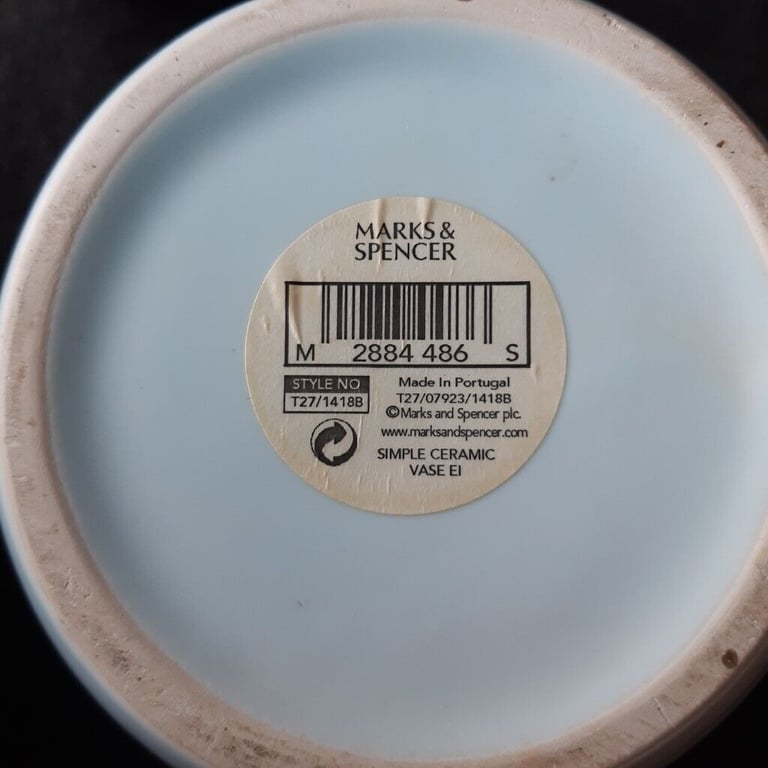 MARKS &
SPENCER
M 2884 486 S
STYLE NO
T27/1418B
Made In Portugal
T27/07923/1418B
©Marks and Spencer plc.
www.marksandspencer.com
SIMPLE CERAMIC
VASE EI